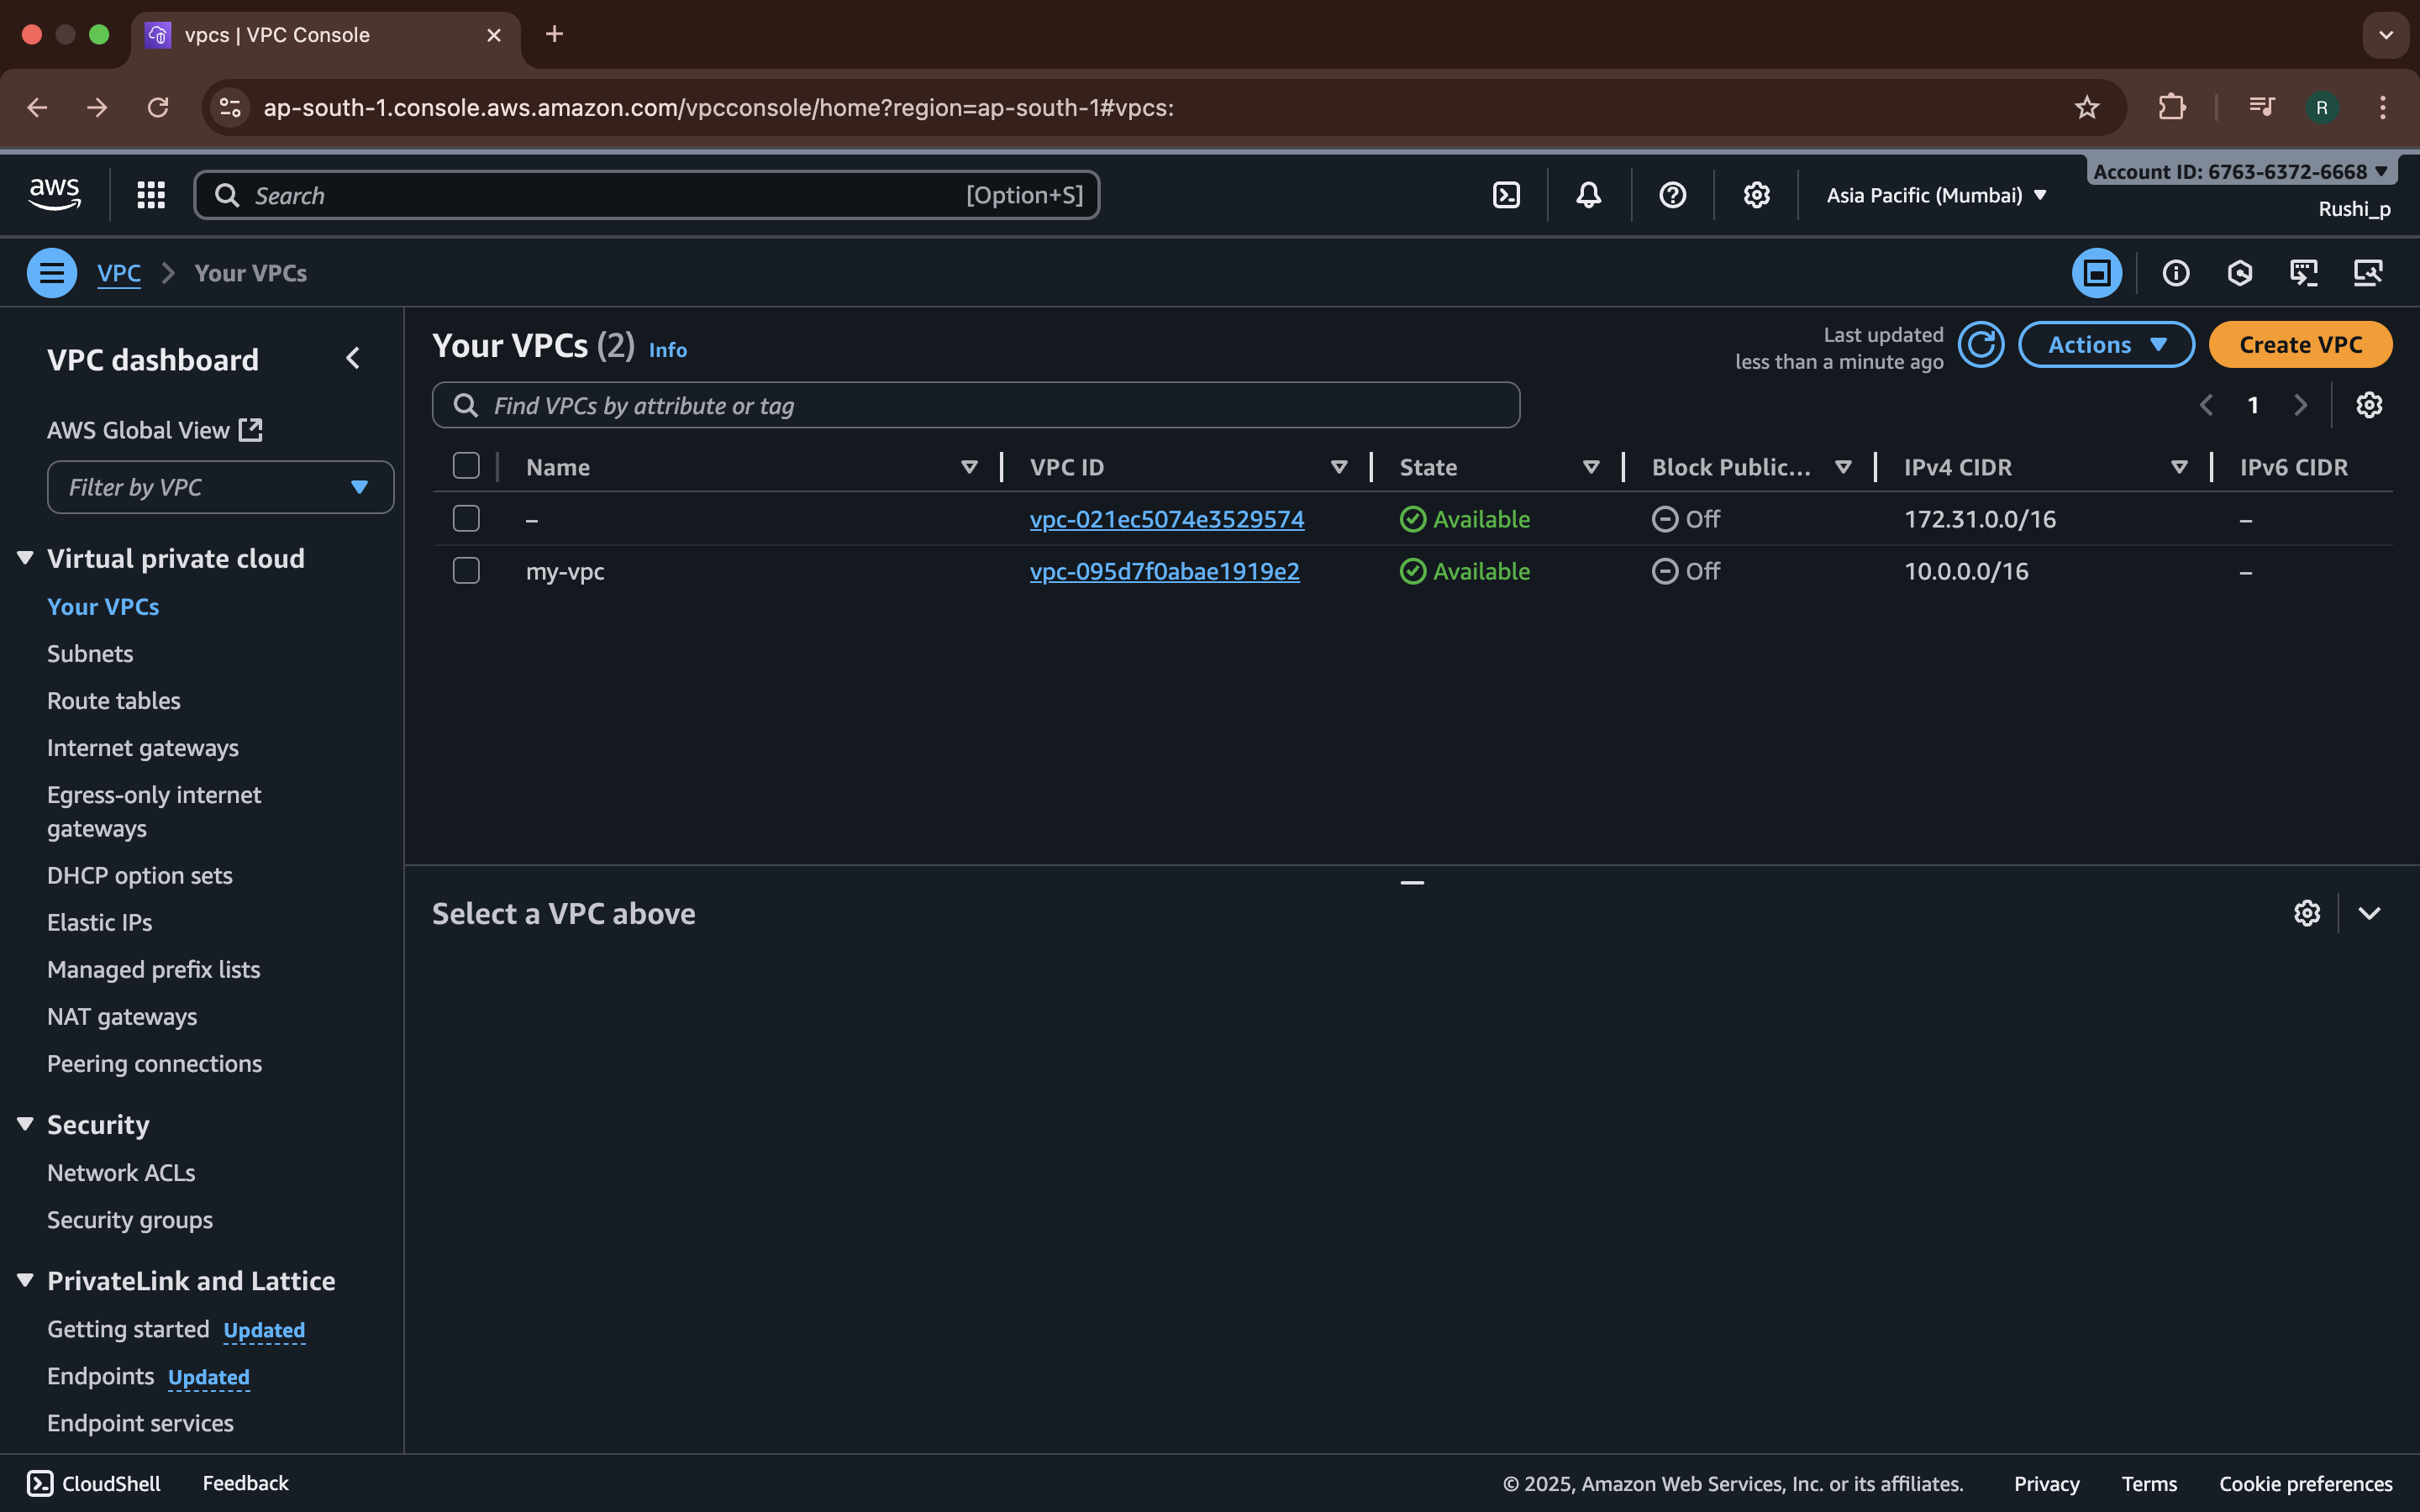 vpcs | VPC Console
ap-south-1.console.aws.amazon.com/vpcconsole/home?region=ap-south-1#vpcs:
R
aws
Search [Option+S]
Asia Pacific (Mumbai)
Account ID: 6763-6372-6668
Rushi_p
VPC Your VPCs
VPC dashboard
AWS Global View
Filter by VPC
Virtual private cloud
Your VPCs
Subnets
Route tables
Internet gateways
Egress-only internet
gateways
DHCP option sets
Elastic IPs
Managed prefix lists
NAT gateways
Peering connections
Security
Network ACLs
Security groups
PrivateLink and Lattice
Getting started Updated
Endpoints Updated
Endpoint services
Your VPCs (2) Info
Last updated
less than a minute ago
Actions
Create VPC
Find VPCs by attribute or tag
1
Name VPC ID State Block Public... IPv4 CIDR IPv6 CIDR
– vpc-021ec5074e3529574 Available Off 172.31.0.0/16 –
my-vpc vpc-095d7f0abae1919e2 Available Off 10.0.0.0/16 –
Select a VPC above
CloudShell Feedback © 2025, Amazon Web Services, Inc. or its affiliates. Privacy Terms Cookie preferences